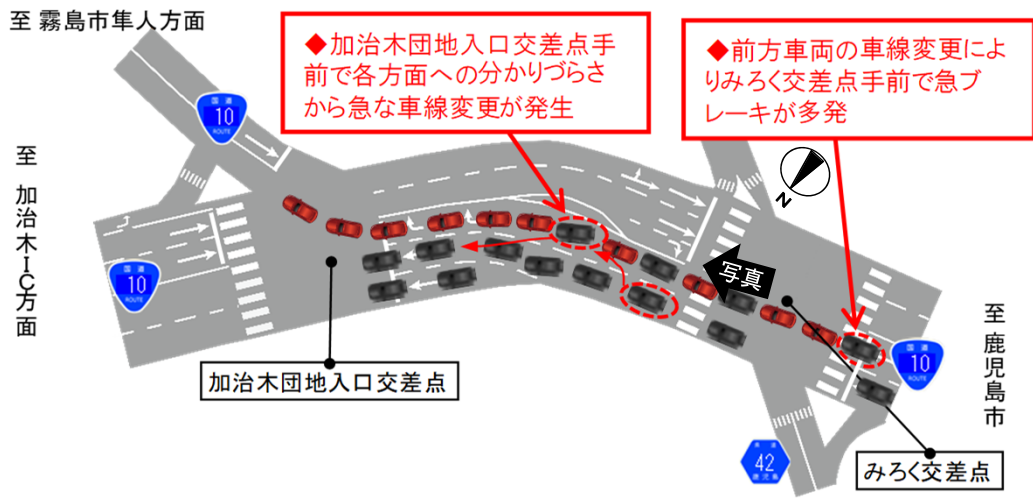 至 霧島市隼人方面
◆加治木団地入口交差点手
前で各方面への分かりづらさ
から急な車線変更が発生
◆前方車両の車線変更によ
りみろく交差点手前で急ブ
レーキが多発
国道
10
ROUTE
至 加治木IC方面
国道
10
ROUTE
N
写真
加治木団地入口交差点
至 鹿児島市
国道
10
ROUTE
県道
42
鹿児島
みろく交差点